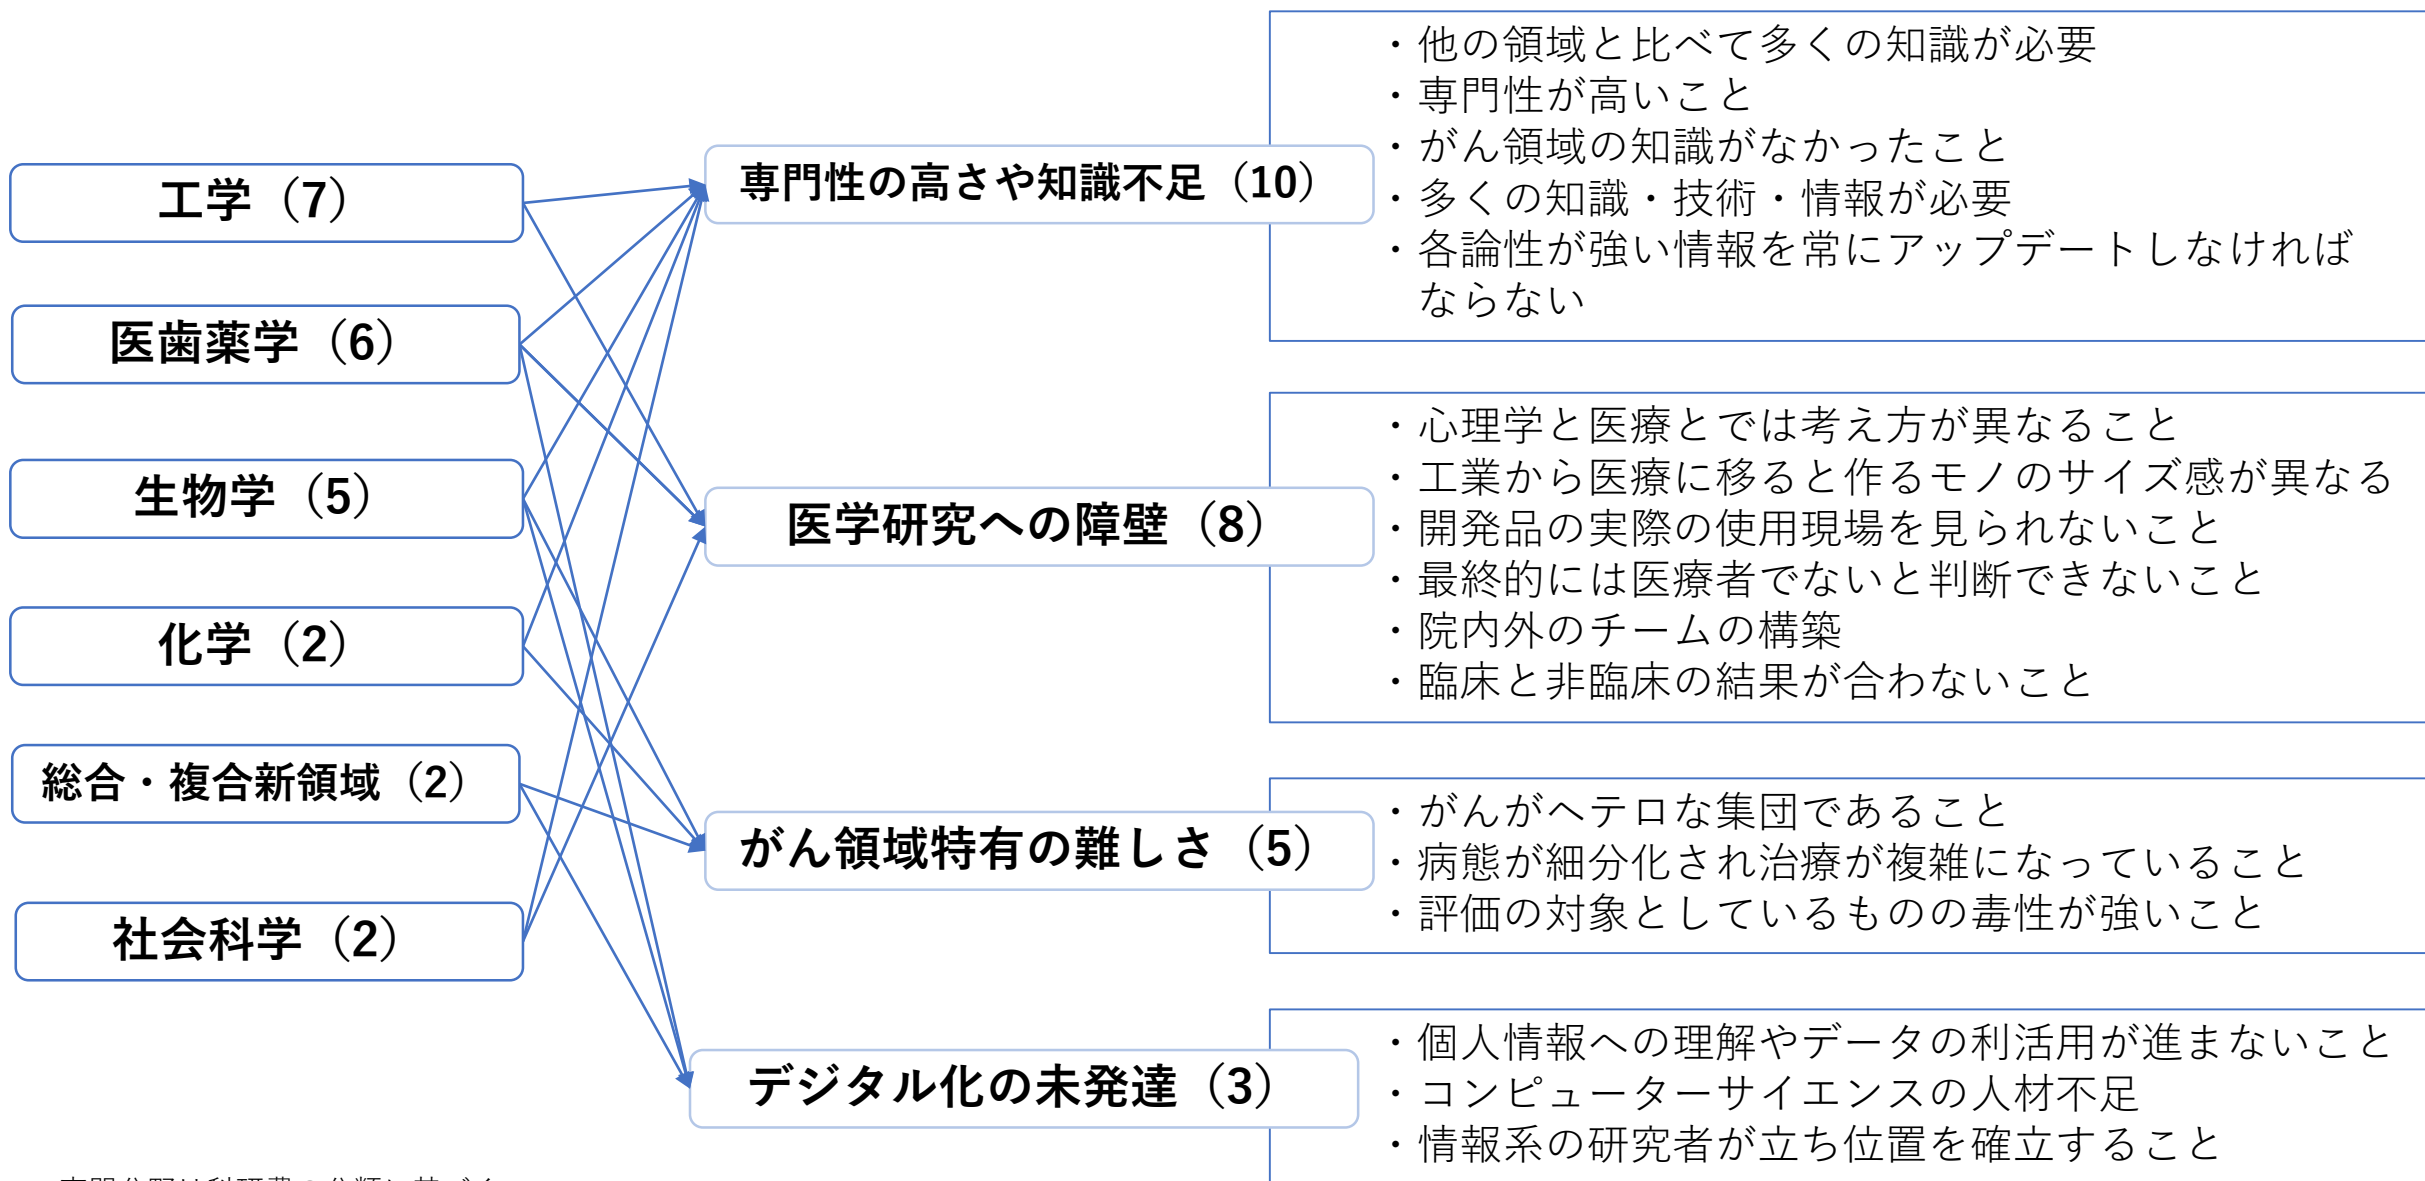 工学（7）
医歯薬学（6）
生物学（5）
化学（2）
総合・複合新領域（2）
社会科学（2）
専門性の高さや知識不足（10）
・他の領域と比べて多くの知識が必要
・専門性が高いこと
・がん領域の知識がなかったこと
・多くの知識・技術・情報が必要
・各論性が強い情報を常にアップデートしなければ
ならない
医学研究への障壁（8）
・心理学と医療とでは考え方が異なること
・工業から医療に移ると作るモノのサイズ感が異なる
・開発品の実際の使用現場を見られないこと
・最終的には医療者でないと判断できないこと
・院内外のチームの構築
・臨床と非臨床の結果が合わないこと
がん領域特有の難しさ（5）
・がんがヘテロな集団であること
・病態が細分化され治療が複雑になっていること
・評価の対象としているものの毒性が強いこと
デジタル化の未発達（3）
・個人情報への理解やデータの利活用が進まないこと
・コンピューターサイエンスの人材不足
・情報系の研究者が立ち位置を確立すること